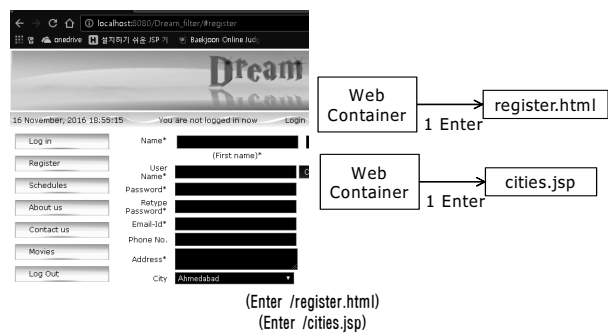 localhost:8080/Dream_filter/#register
앱 onedrive 설치하기 쉬운 JSP 기 Baekjoon Online Jud
Dream
16 November, 2016 18:55:15 You are not logged in now Login
Log in
Register
Schedules
About us
Contact us
Movies
Log Out
Name*
(First name)*
User Name*
Password*
Retype Password*
Email-Id*
Phone No.
Address*
City Ahmedabad
Web Container
1 Enter
register.html
Web Container
1 Enter
cities.jsp
(Enter /register.html)
(Enter /cities.jsp)